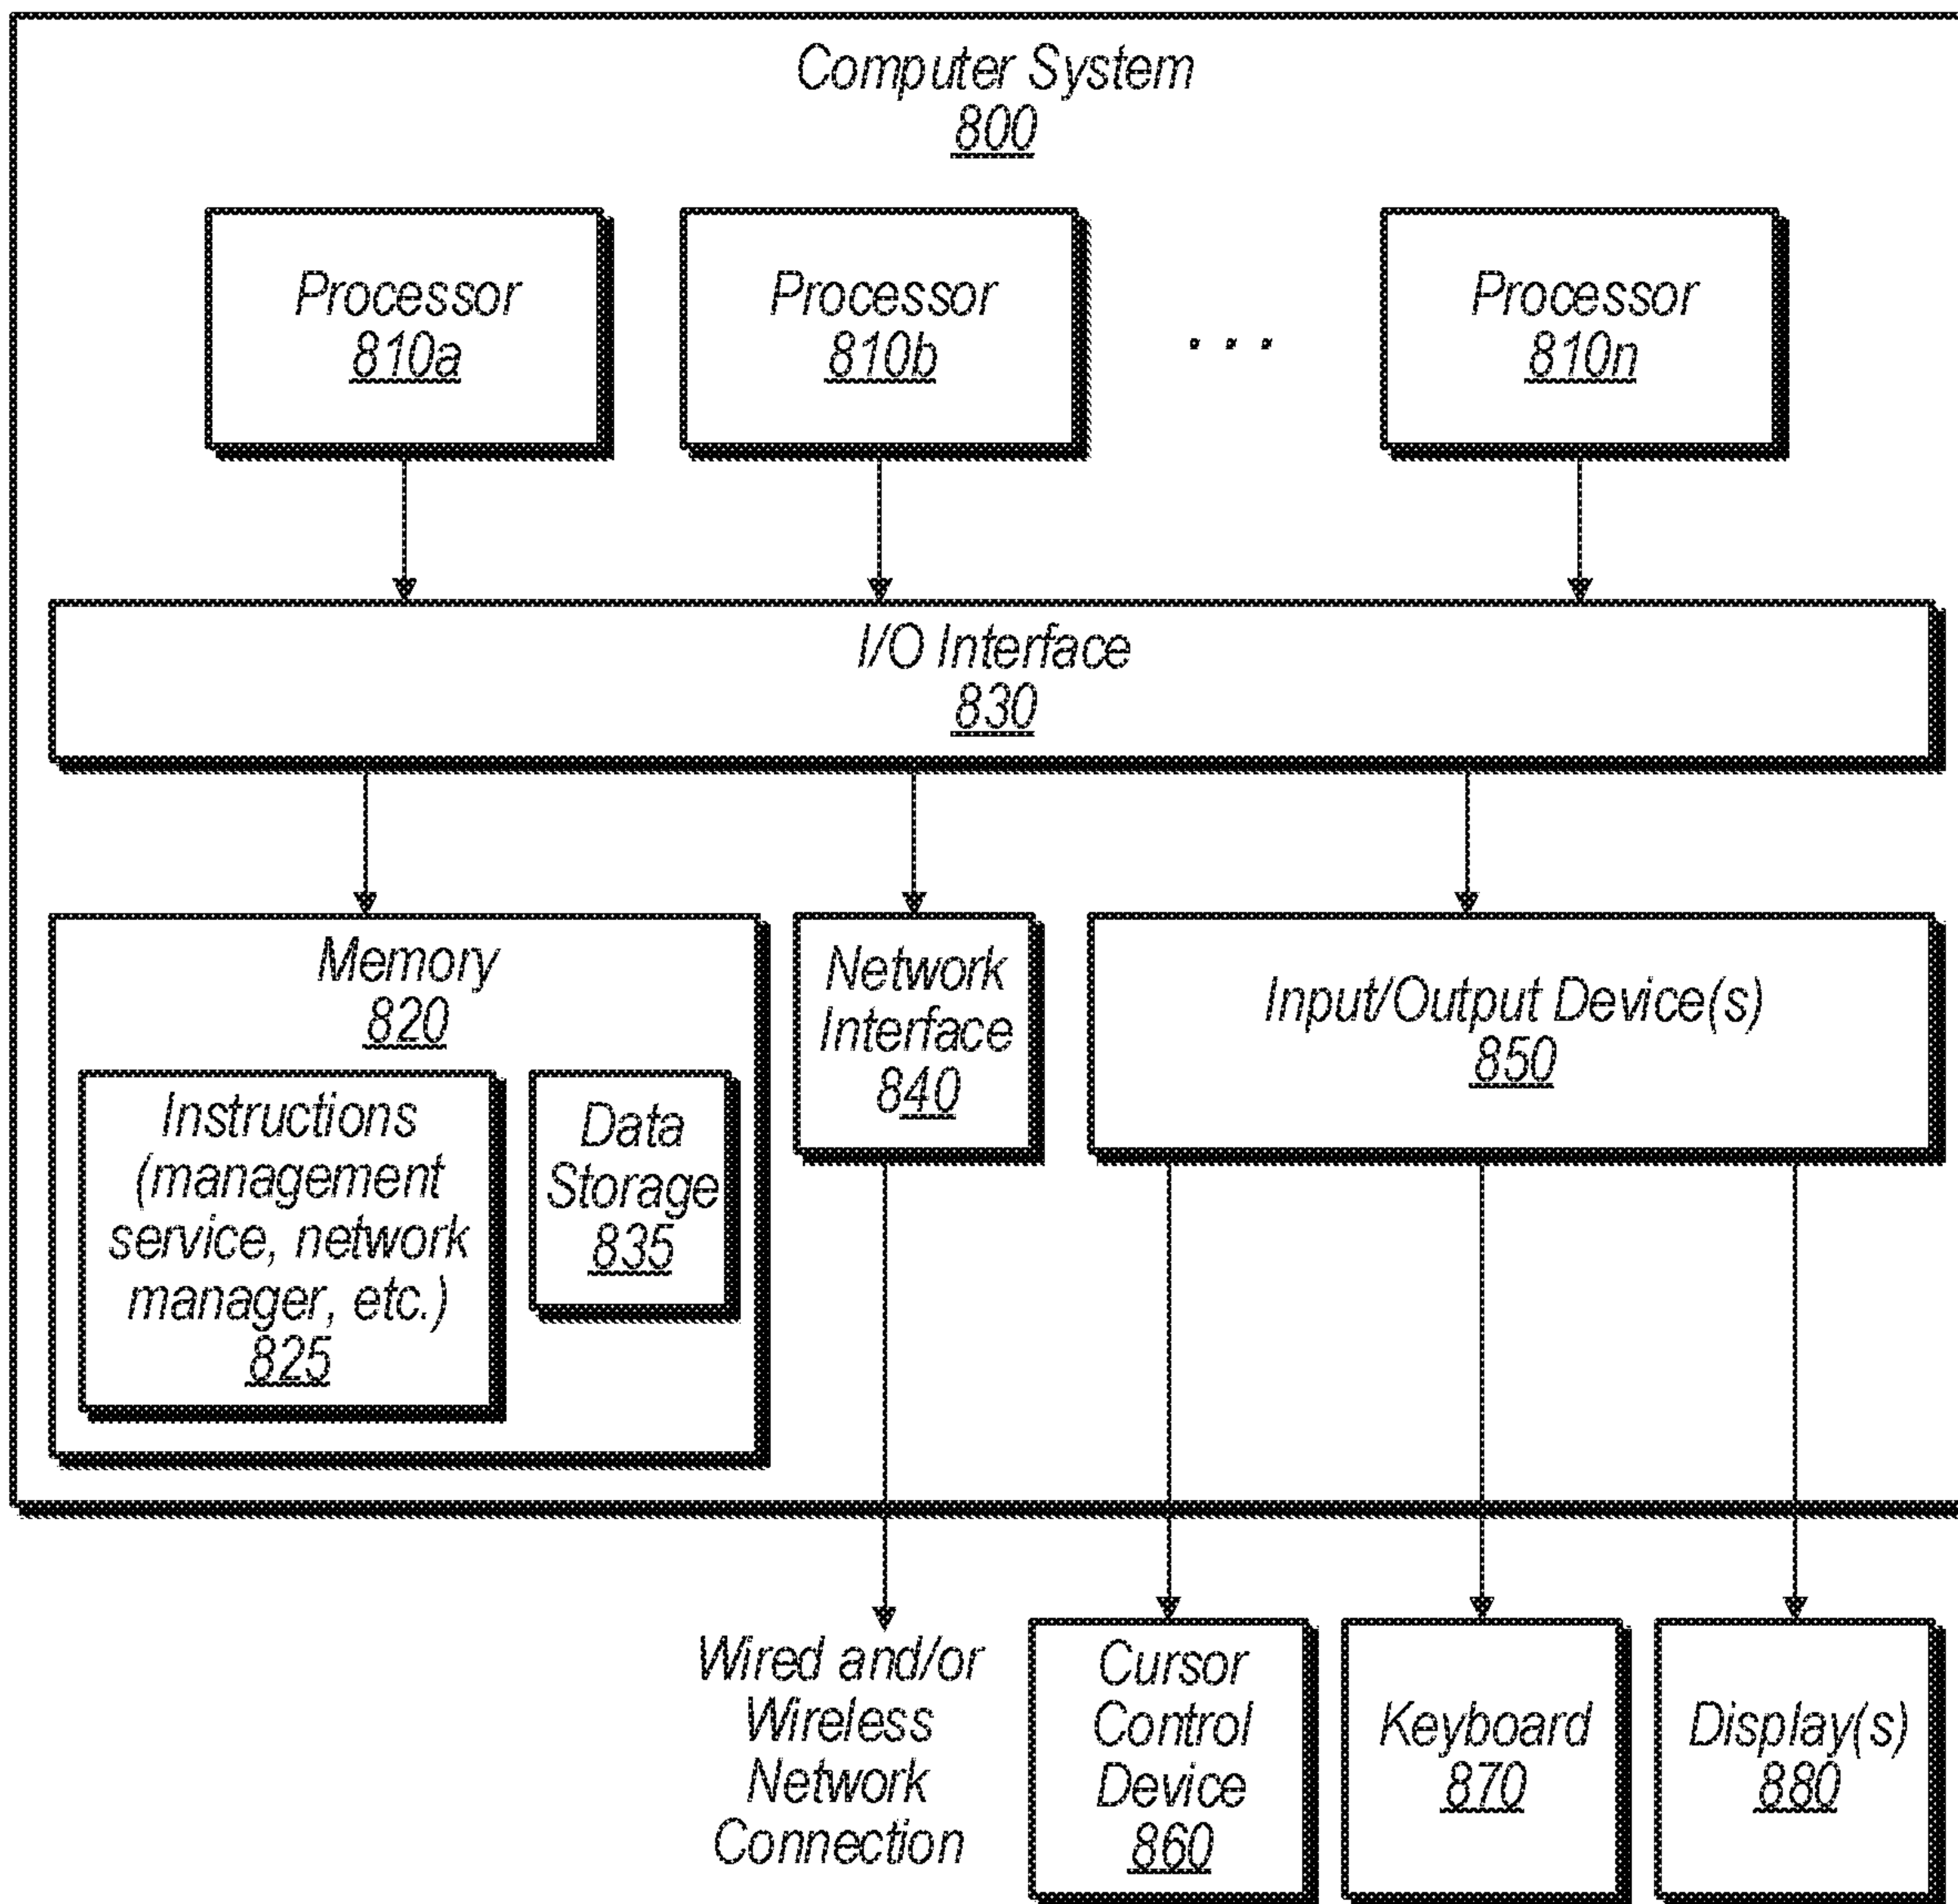 Computer System
800
Processor
810a
Processor
810b
. . .
Processor
810n
I/O Interface
830
Memory
820
Instructions
(management
service, network
manager, etc.)
825
Data
Storage
835
Network
Interface
840
Input/Output Device(s)
850
Wired and/or
Wireless
Network
Connection
Cursor
Control
Device
860
Keyboard
870
Display(s)
880